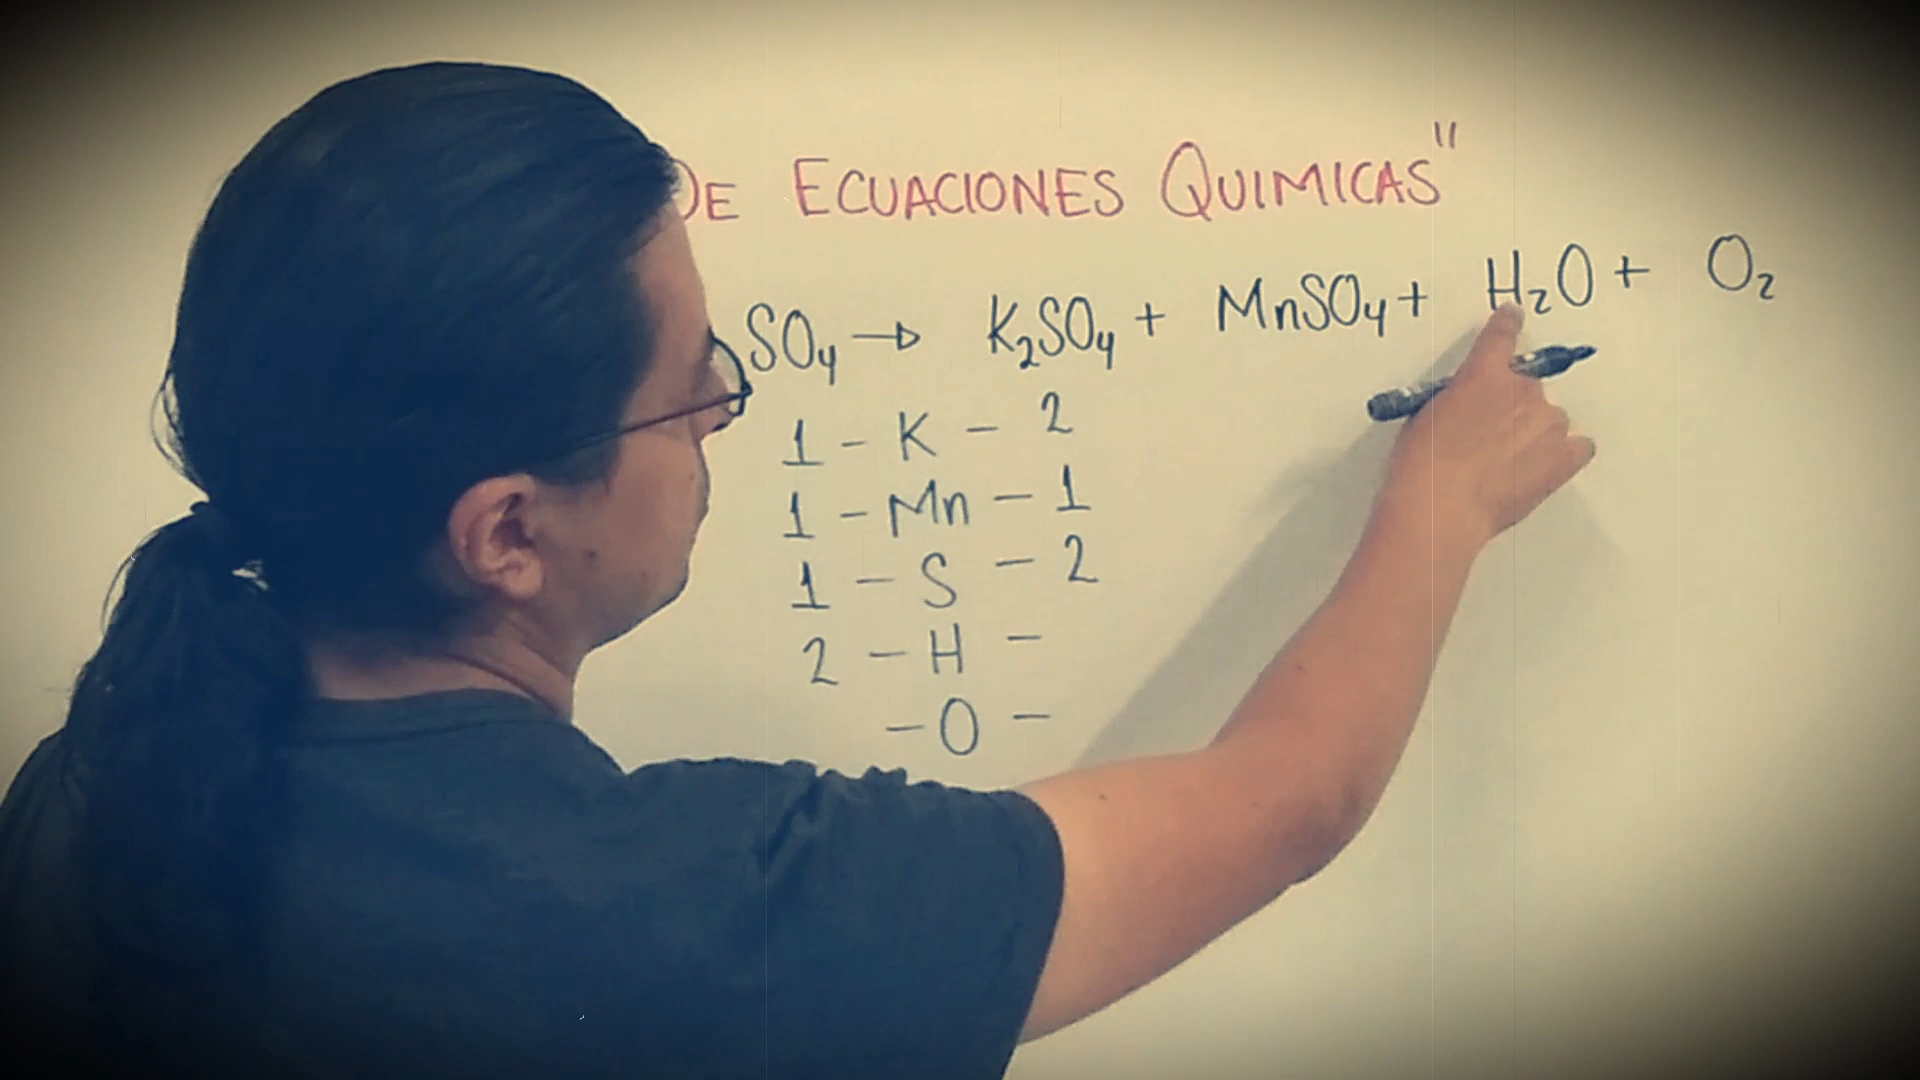 DE ECUACIONES QUIMICAS"
SO₄ → K₂SO₄ + MnSO₄ + H₂O + O₂
1 - K - 2
1 - Mn - 1
1 - S - 2
2 - H -
- O -